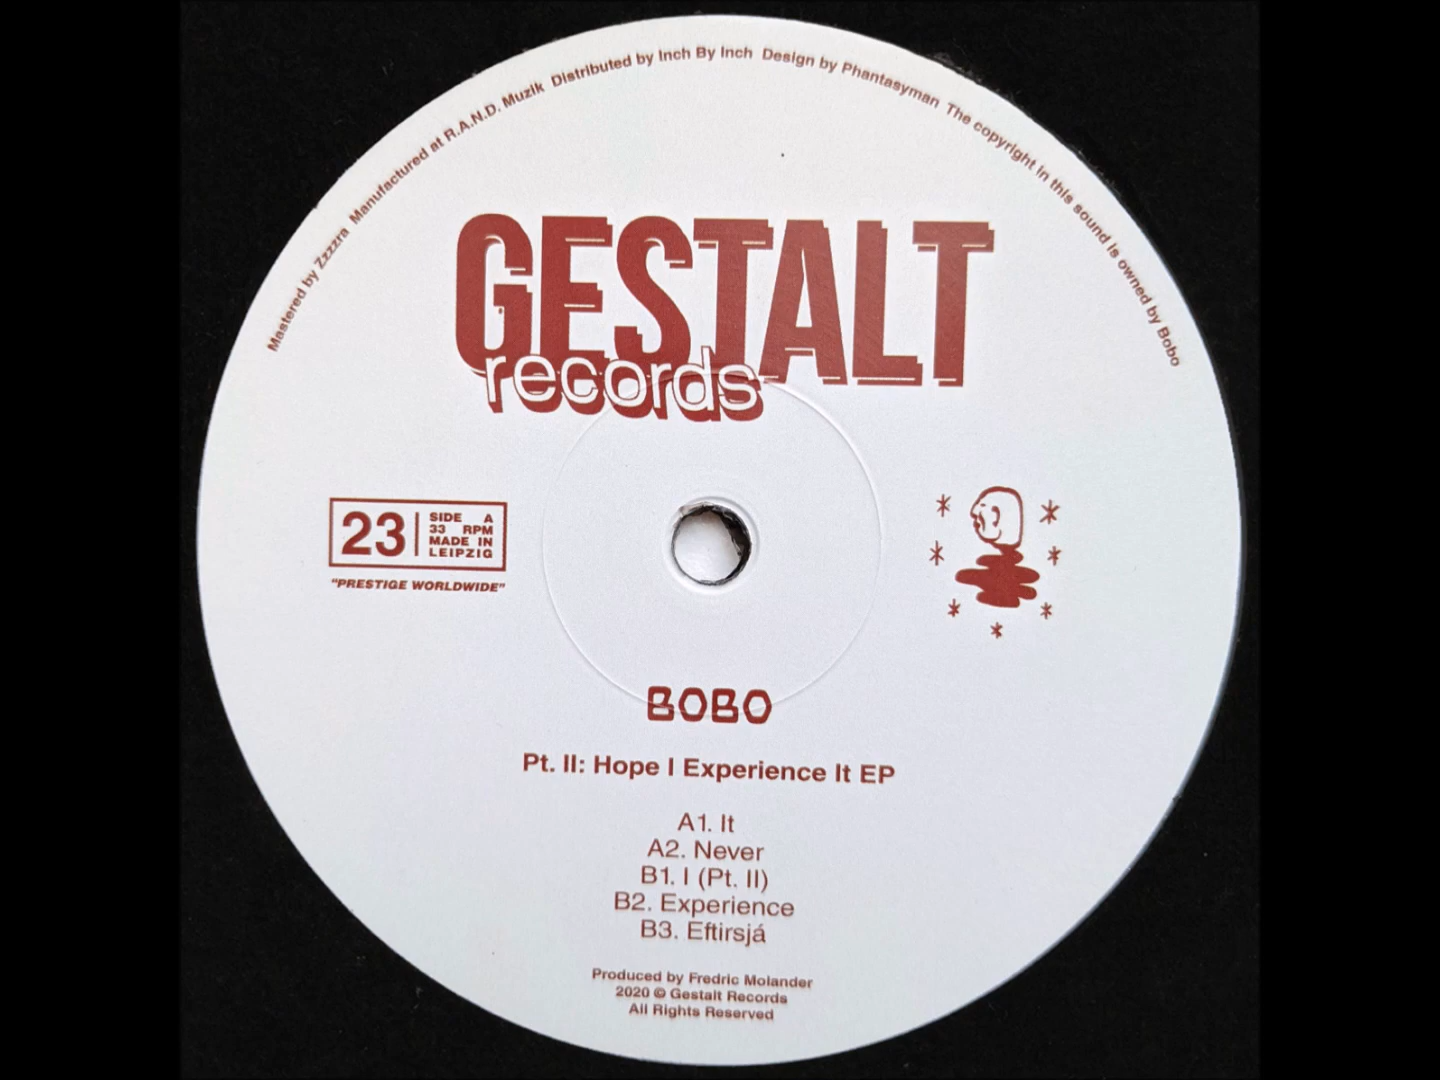 Mastered by Zzzzra Manufactured at R.A.N.D. Muzik Distributed by Inch By Inch Design by Phantasyman The copyright in this sound is owned by Bobo
GESTALT
records
23
SIDE A
33 RPM
MADE IN
LEIPZIG
"PRESTIGE WORLDWIDE"
BOBO
Pt. II: Hope I Experience It EP
A1. It
A2. Never
B1. I (Pt. II)
B2. Experience
B3. Eftirsjá
Produced by Fredric Molander
2020 © Gestalt Records
All Rights Reserved